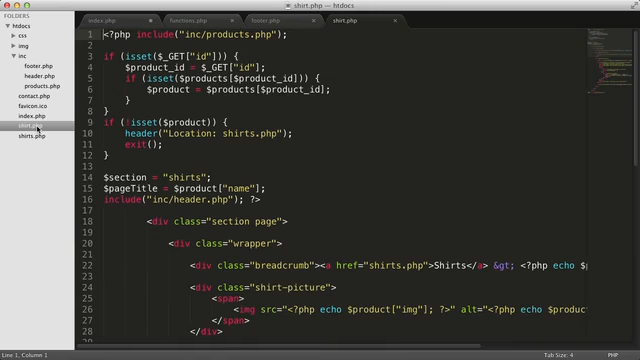 shirt.php — htdocs
FOLDERS
htdocs
css
img
inc
footer.php
header.php
products.php
contact.php
favicon.ico
index.php
shirt.php
shirts.php
index.php
functions.php
footer.php
shirt.php
1 <?php include("inc/products.php");
2
3 if (isset($_GET["id"])) {
4 $product_id = $_GET["id"];
5 if (isset($products[$product_id])) {
6 $product = $products[$product_id];
7 }
8 }
9 if (!isset($product)) {
10 header("Location: shirts.php");
11 exit();
12 }
13
14 $section = "shirts";
15 $pageTitle = $product["name"];
16 include("inc/header.php"); ?>
17
18 <div class="section page">
19
20 <div class="wrapper">
21
22 <div class="breadcrumb"><a href="shirts.php">Shirts</a> &gt; <?php echo $p
23
24 <div class="shirt-picture">
25 <span>
26 <img src="<?php echo $product["img"]; ?>" alt="<?php echo $produc
27 </span>
28 </div>
Line 1, Column 1
Tab Size: 4
PHP